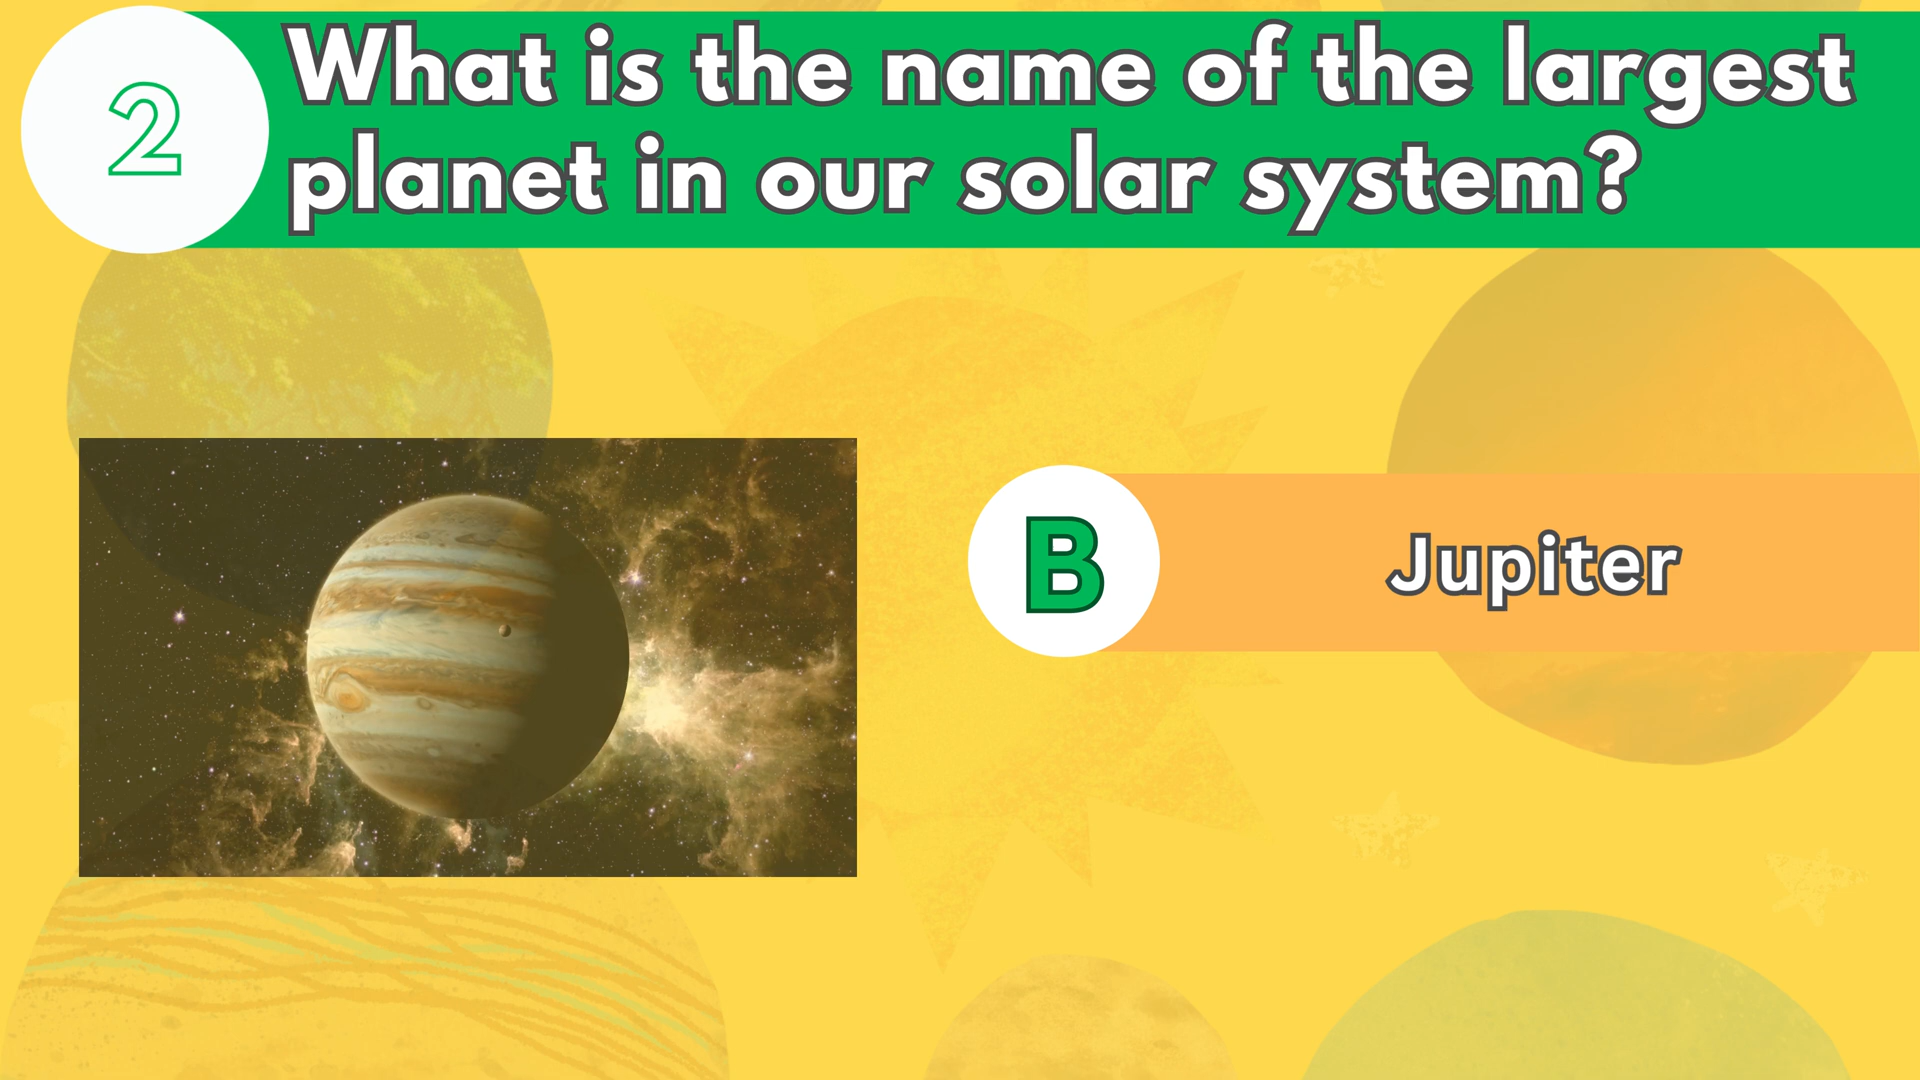 2
What is the name of the largest
planet in our solar system?
B
Jupiter